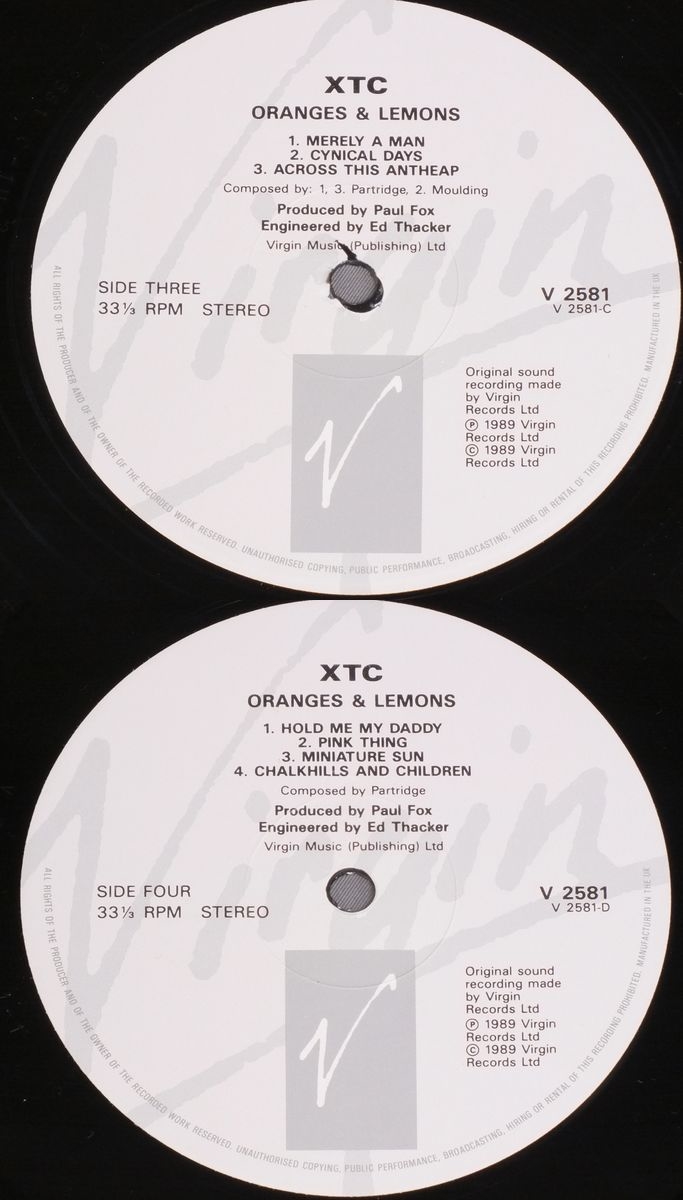 XTC
ORANGES & LEMONS
1. MERELY A MAN
2. CYNICAL DAYS
3. ACROSS THIS ANTHEAP
Composed by: 1, 3. Partridge, 2. Moulding
Produced by Paul Fox
Engineered by Ed Thacker
Virgin Music (Publishing) Ltd
SIDE THREE
33⅓ RPM STEREO
V 2581
V 2581-C
Original sound
recording made
by Virgin
Records Ltd
Ⓟ 1989 Virgin
Records Ltd
© 1989 Virgin
Records Ltd
ALL RIGHTS OF THE PRODUCER AND OF THE OWNER OF THE RECORDED WORK RESERVED. UNAUTHORISED COPYING, PUBLIC PERFORMANCE, BROADCASTING, HIRING OR RENTAL OF THIS RECORDING PROHIBITED. MANUFACTURED IN THE UK
Virgin
XTC
ORANGES & LEMONS
1. HOLD ME MY DADDY
2. PINK THING
3. MINIATURE SUN
4. CHALKHILLS AND CHILDREN
Composed by Partridge
Produced by Paul Fox
Engineered by Ed Thacker
Virgin Music (Publishing) Ltd
SIDE FOUR
33⅓ RPM STEREO
V 2581
V 2581-D
Original sound
recording made
by Virgin
Records Ltd
Ⓟ 1989 Virgin
Records Ltd
© 1989 Virgin
Records Ltd
ALL RIGHTS OF THE PRODUCER AND OF THE OWNER OF THE RECORDED WORK RESERVED. UNAUTHORISED COPYING, PUBLIC PERFORMANCE, BROADCASTING, HIRING OR RENTAL OF THIS RECORDING PROHIBITED. MANUFACTURED IN THE UK
Virgin